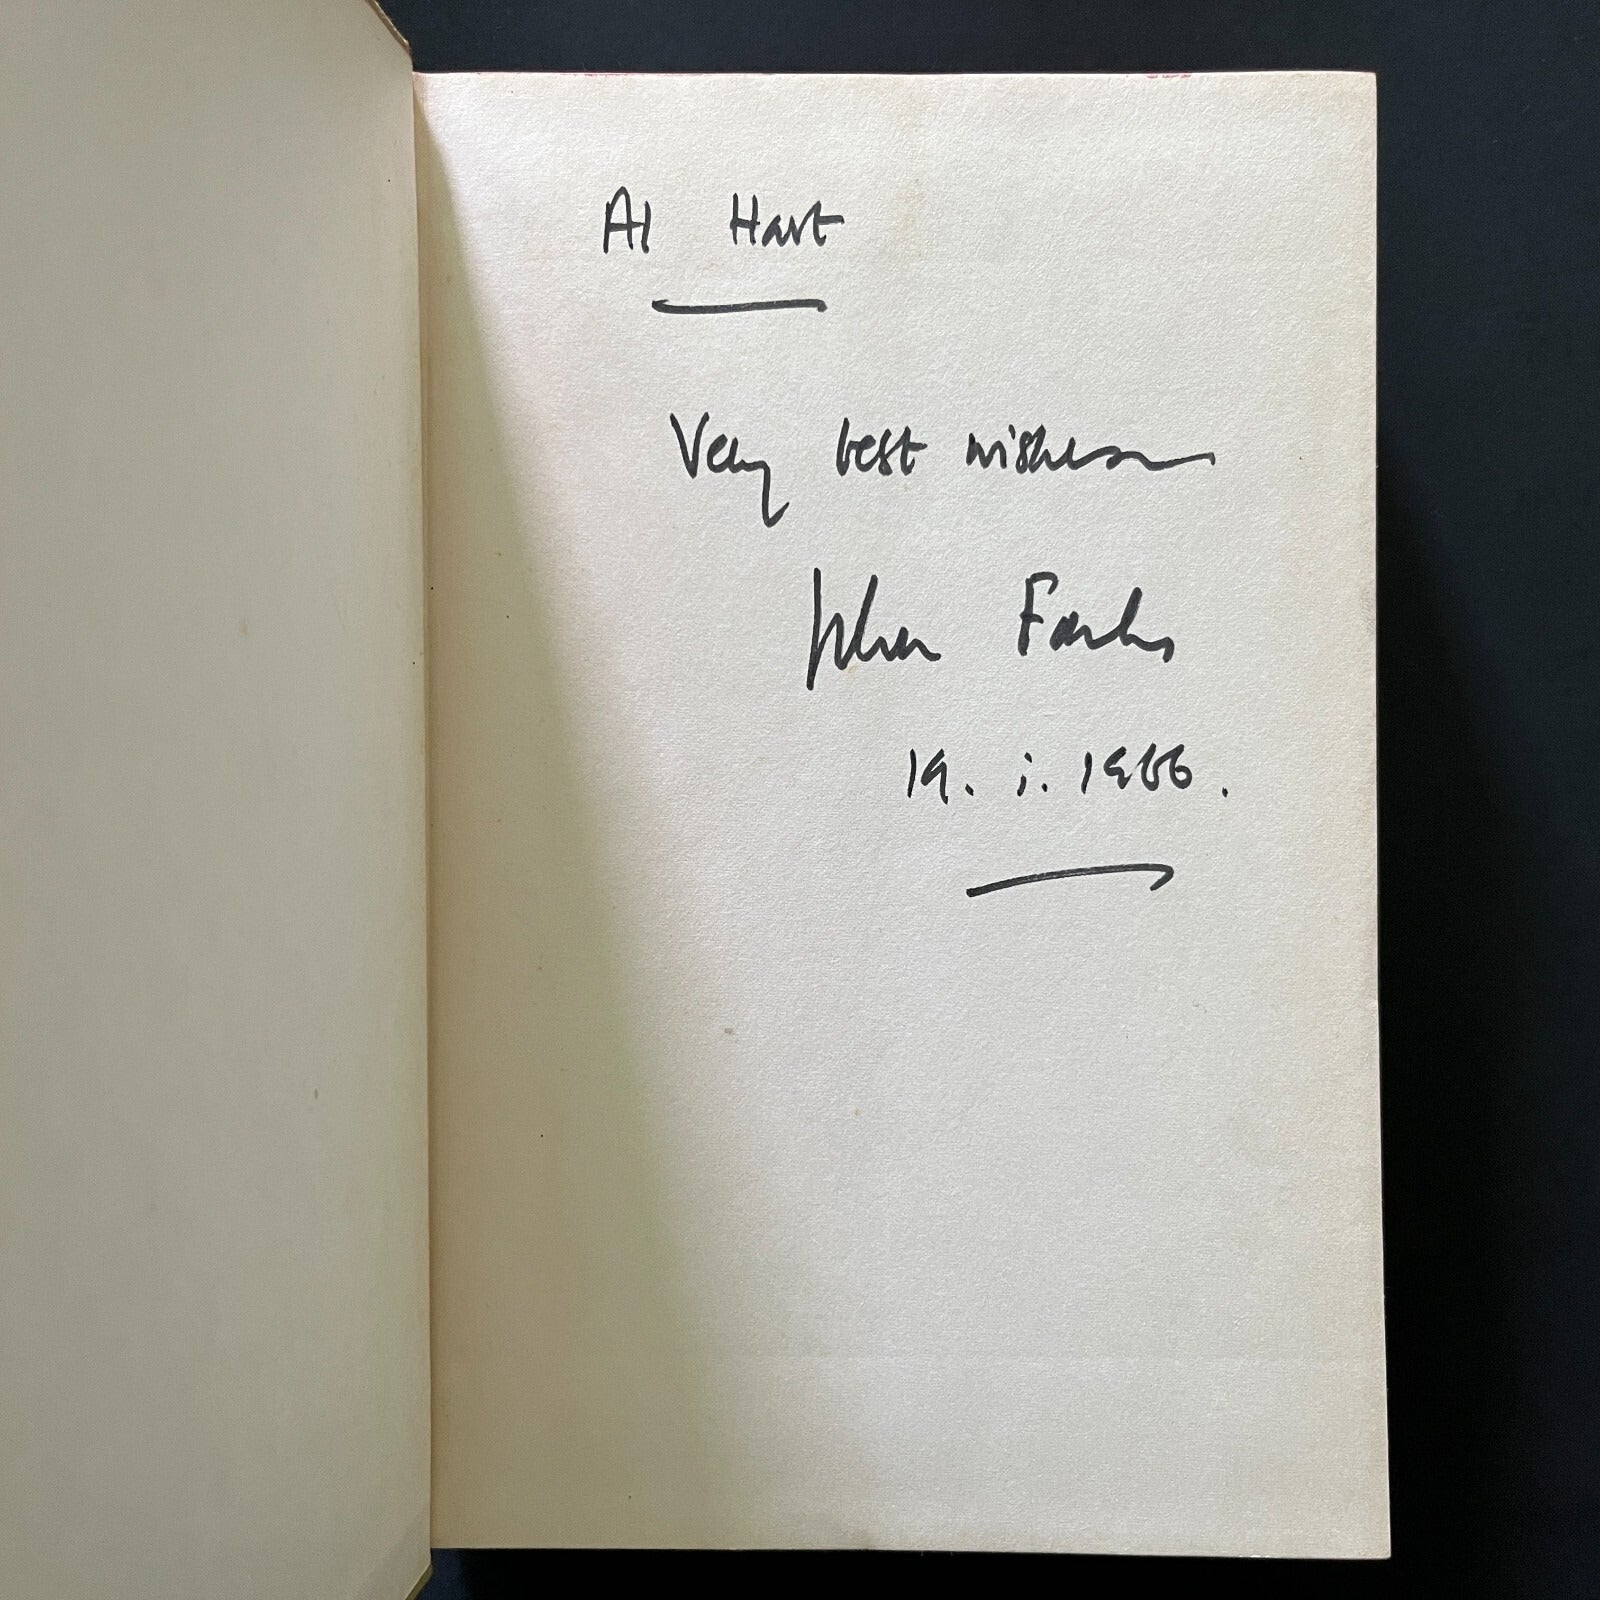 Al Hart
Very best wishes
John Fowles
19. i. 1966.